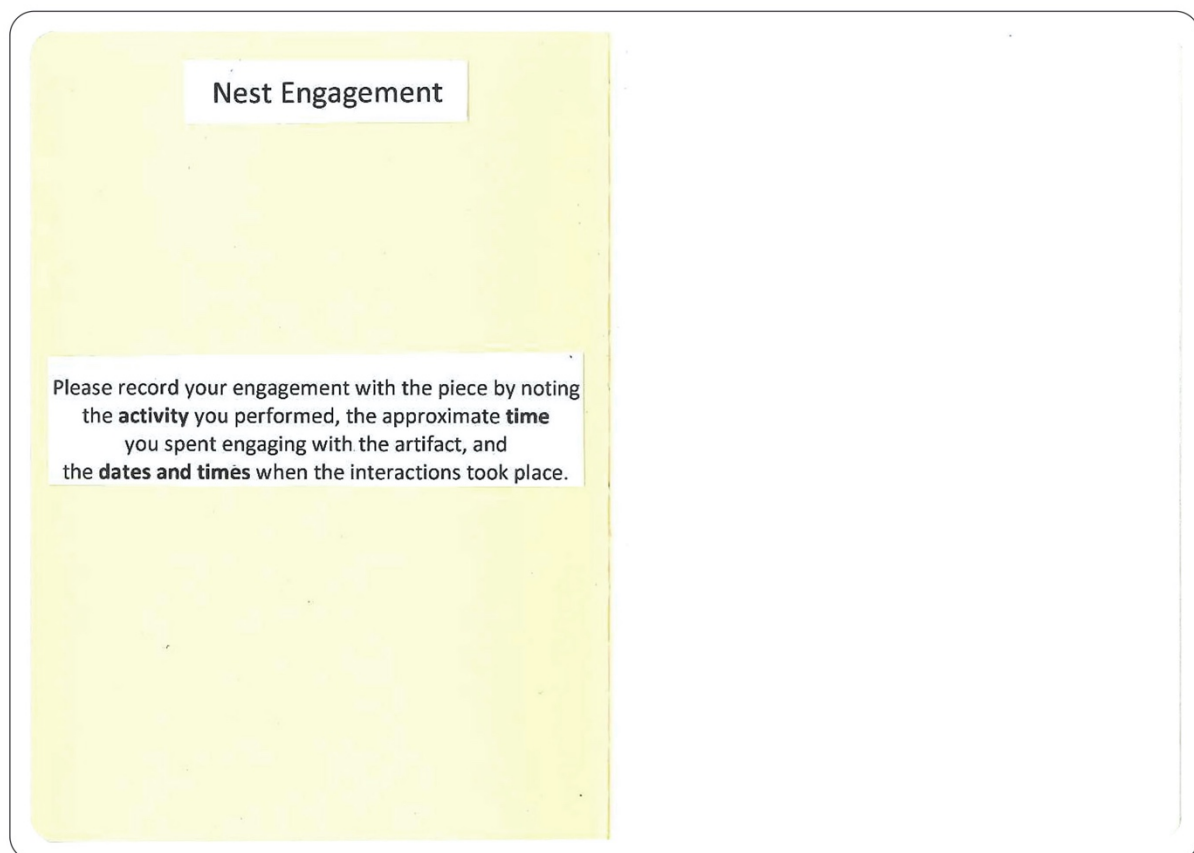 Nest Engagement
Please record your engagement with the piece by noting
the activity you performed, the approximate time
you spent engaging with the artifact, and
the dates and times when the interactions took place.